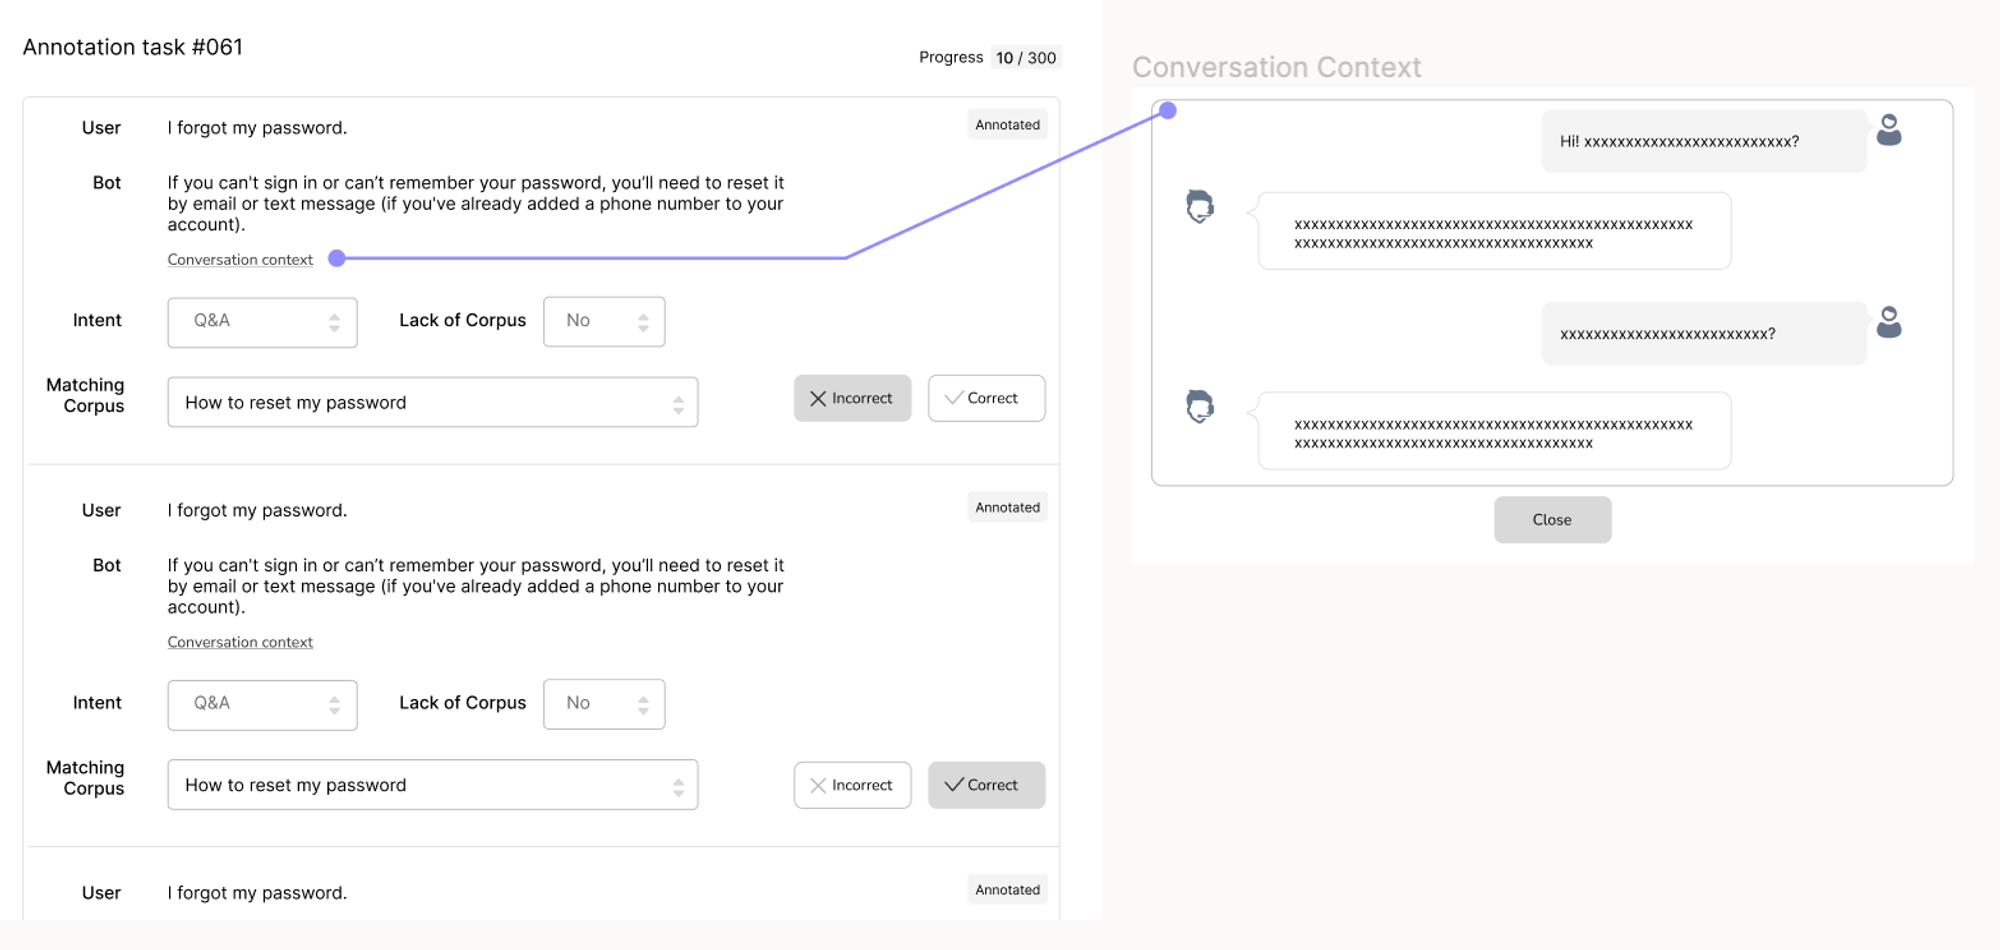 Annotation task #061
Progress 10 / 300
User I forgot my password. Annotated
Bot If you can't sign in or can’t remember your password, you’ll need to reset it
by email or text message (if you've already added a phone number to your
account).
Conversation context
Intent Q&A Lack of Corpus No
Matching
Corpus How to reset my password Incorrect Correct
User I forgot my password. Annotated
Bot If you can't sign in or can’t remember your password, you’ll need to reset it
by email or text message (if you've already added a phone number to your
account).
Conversation context
Intent Q&A Lack of Corpus No
Matching
Corpus How to reset my password Incorrect Correct
User I forgot my password. Annotated
Conversation Context
Hi! xxxxxxxxxxxxxxxxxxxxxxxxx?
xxxxxxxxxxxxxxxxxxxxxxxxxxxxxxxxxxxxxxxxxxxxxxxx
xxxxxxxxxxxxxxxxxxxxxxxxxxxxxxxxxxxx
xxxxxxxxxxxxxxxxxxxxxxxxx?
xxxxxxxxxxxxxxxxxxxxxxxxxxxxxxxxxxxxxxxxxxxxxxxx
xxxxxxxxxxxxxxxxxxxxxxxxxxxxxxxxxxxx
Close